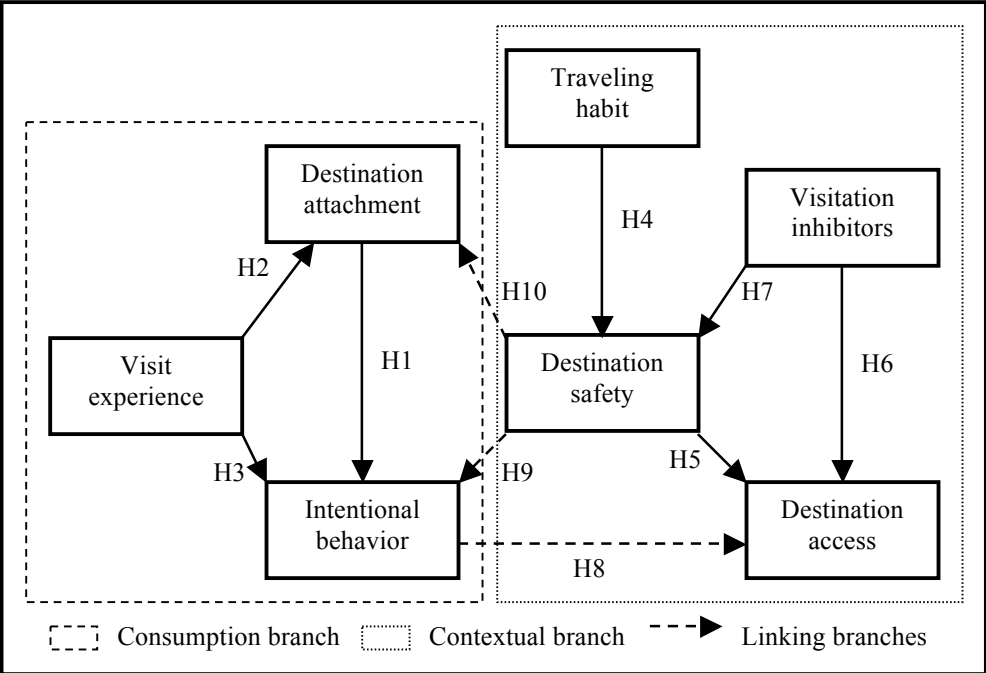 Traveling
habit
Destination
attachment
Visitation
inhibitors
H4
H2
H10
H7
H1
H6
Visit
experience
Destination
safety
H3
H9
H5
Intentional
behavior
Destination
access
H8
Consumption branch
Contextual branch
Linking branches